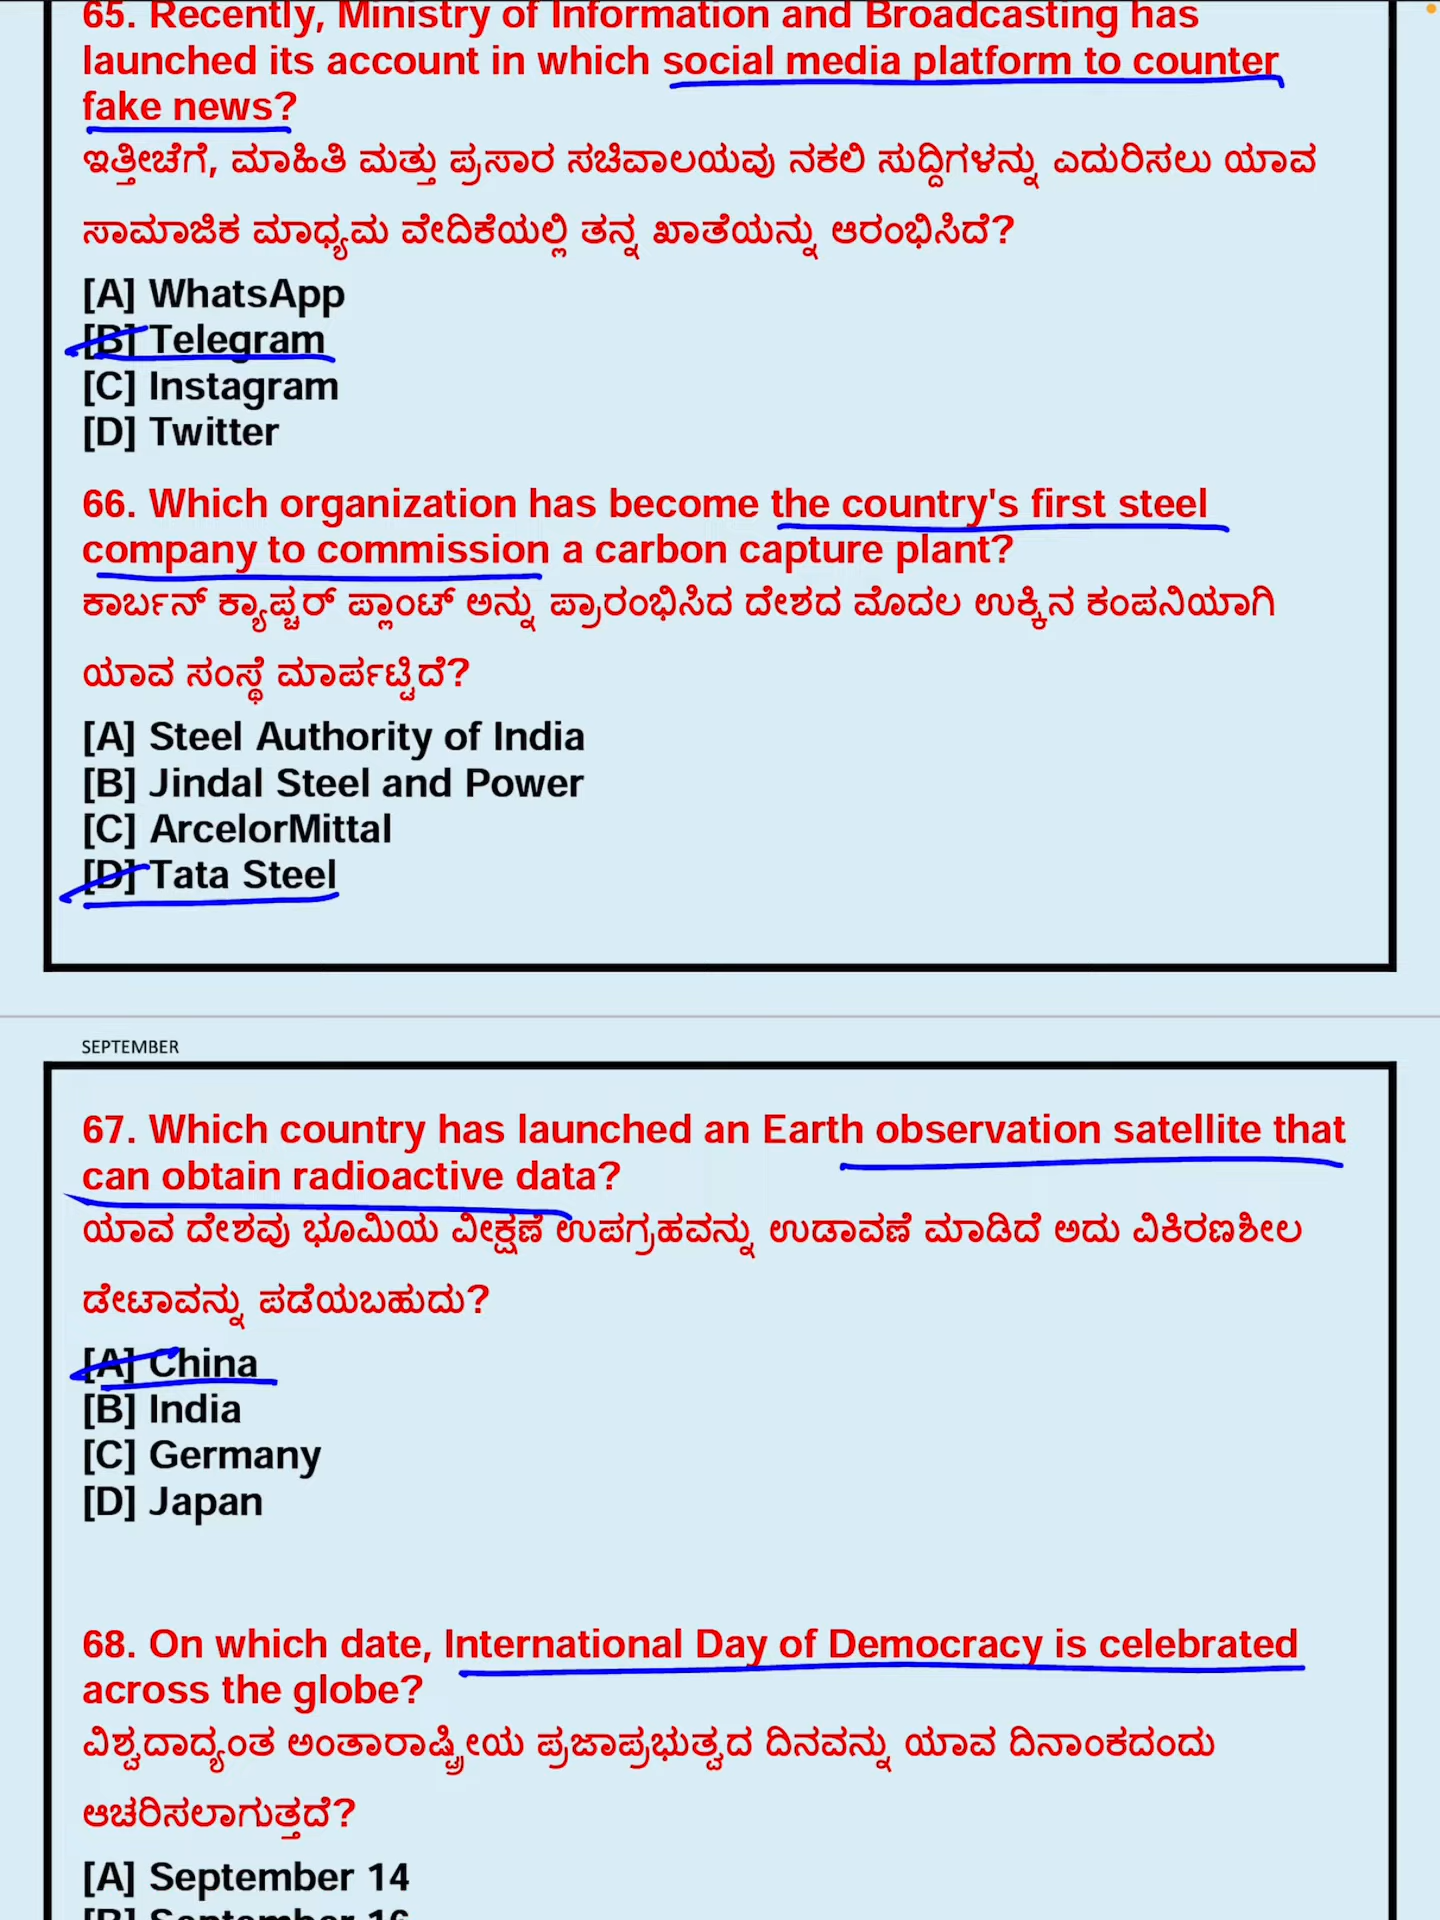 65. Recently, Ministry of Information and Broadcasting has
launched its account in which social media platform to counter
fake news?
ಇತ್ತೀಚೆಗೆ, ಮಾಹಿತಿ ಮತ್ತು ಪ್ರಸಾರ ಸಚಿವಾಲಯವು ನಕಲಿ ಸುದ್ದಿಗಳನ್ನು ಎದುರಿಸಲು ಯಾವ
ಸಾಮಾಜಿಕ ಮಾಧ್ಯಮ ವೇದಿಕೆಯಲ್ಲಿ ತನ್ನ ಖಾತೆಯನ್ನು ಆರಂಭಿಸಿದೆ?
[A] WhatsApp
[B] Telegram
[C] Instagram
[D] Twitter
66. Which organization has become the country's first steel
company to commission a carbon capture plant?
ಕಾರ್ಬನ್ ಕ್ಯಾಪ್ಚರ್ ಪ್ಲಾಂಟ್ ಅನ್ನು ಪ್ರಾರಂಭಿಸಿದ ದೇಶದ ಮೊದಲ ಉಕ್ಕಿನ ಕಂಪನಿಯಾಗಿ
ಯಾವ ಸಂಸ್ಥೆ ಮಾರ್ಪಟ್ಟಿದೆ?
[A] Steel Authority of India
[B] Jindal Steel and Power
[C] ArcelorMittal
[D] Tata Steel
SEPTEMBER
67. Which country has launched an Earth observation satellite that
can obtain radioactive data?
ಯಾವ ದೇಶವು ಭೂಮಿಯ ವೀಕ್ಷಣೆ ಉಪಗ್ರಹವನ್ನು ಉಡಾವಣೆ ಮಾಡಿದೆ ಅದು ವಿಕಿರಣಶೀಲ
ಡೇಟಾವನ್ನು ಪಡೆಯಬಹುದು?
[A] China
[B] India
[C] Germany
[D] Japan
68. On which date, International Day of Democracy is celebrated
across the globe?
ವಿಶ್ವದಾದ್ಯಂತ ಅಂತಾರಾಷ್ಟ್ರೀಯ ಪ್ರಜಾಪ್ರಭುತ್ವದ ದಿನವನ್ನು ಯಾವ ದಿನಾಂಕದಂದು
ಆಚರಿಸಲಾಗುತ್ತದೆ?
[A] September 14
[B] September 16